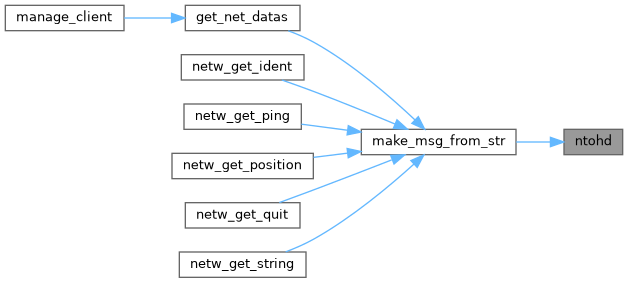 manage_client
get_net_datas
netw_get_ident
netw_get_ping
make_msg_from_str
ntohd
netw_get_position
netw_get_quit
netw_get_string